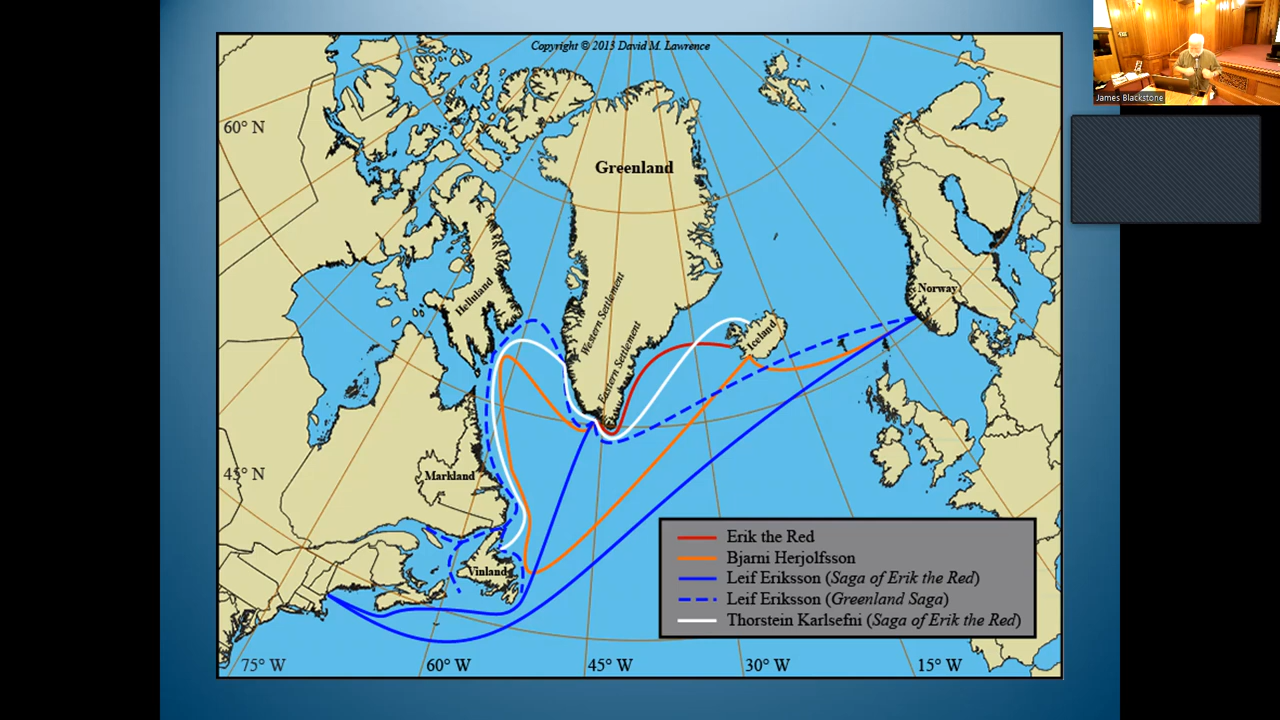 Copyright © 2013 David M. Lawrence
James Blackstone
60° N
Greenland
Helluland
Western Settlement
Eastern Settlement
Iceland
Norway
45° N
Markland
Vinland
Erik the Red
Bjarni Herjolfsson
Leif Eriksson (Saga of Erik the Red)
Leif Eriksson (Greenland Saga)
Thorstein Karlsefni (Saga of Erik the Red)
75° W
60° W
45° W
30° W
15° W